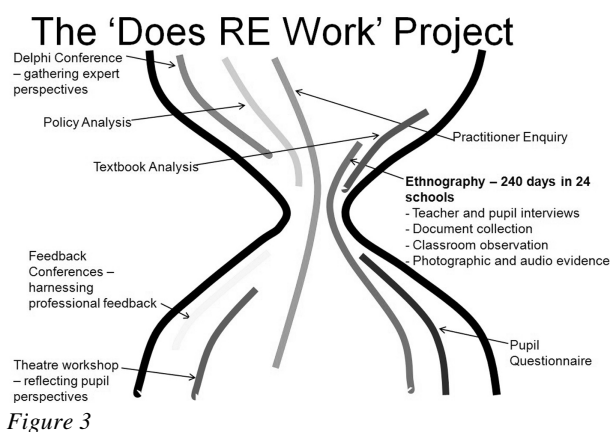 The 'Does RE Work' Project
Delphi Conference
– gathering expert
perspectives
Policy Analysis
Textbook Analysis
Practitioner Enquiry
Ethnography – 240 days in 24
schools
- Teacher and pupil interviews
- Document collection
- Classroom observation
- Photographic and audio evidence
Feedback
Conferences –
harnessing
professional feedback
Theatre workshop
– reflecting pupil
perspectives
Pupil
Questionnaire
Figure 3